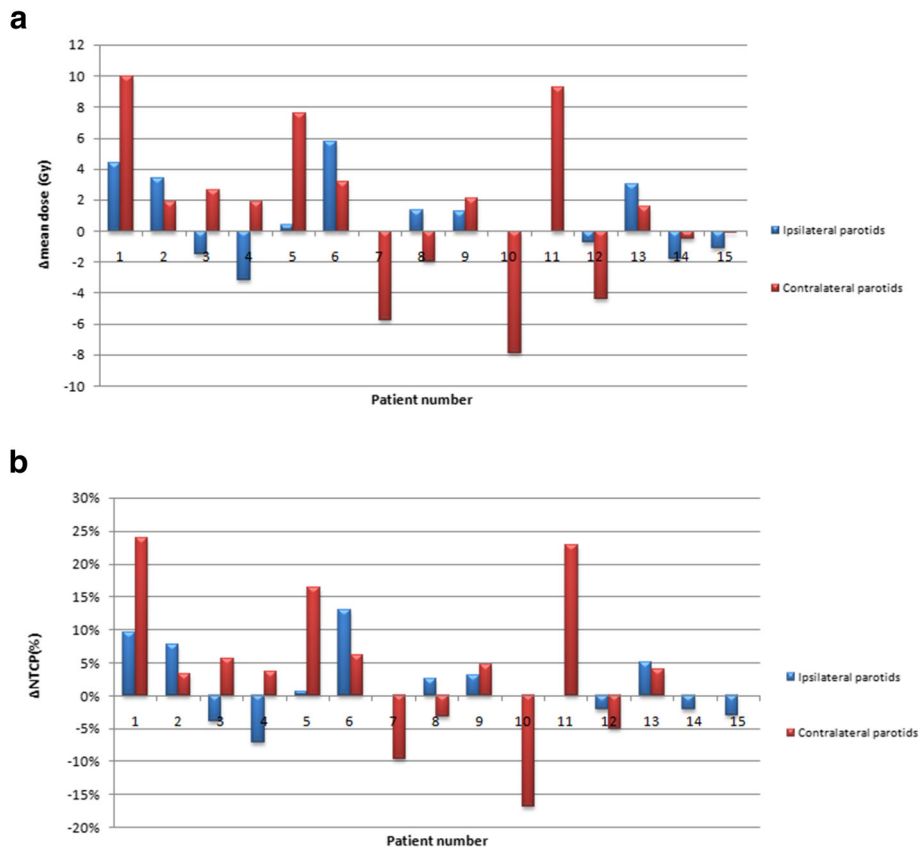 a
12
10
8
6
4
2
0
-2
-4
-6
-8
-10
Δmean dose (Gy)
1 2 3 4 5 6 7 8 9 10 11 12 13 14 15
Patient number
Ipsilateral parotids
Contralateral parotids
b
30%
25%
20%
15%
10%
5%
0%
-5%
-10%
-15%
-20%
ΔNTCP(%)
1 2 3 4 5 6 7 8 9 10 11 12 13 14 15
Patient number
Ipsilateral parotids
Contralateral parotids